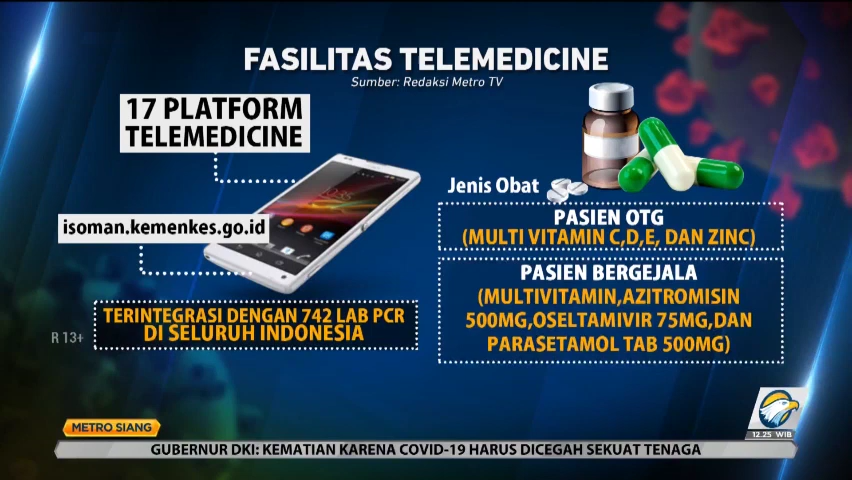 FASILITAS TELEMEDICINE
Sumber: Redaksi Metro TV
17 PLATFORM
TELEMEDICINE
isoman.kemenkes.go.id
TERINTEGRASI DENGAN 742 LAB PCR
DI SELURUH INDONESIA
Jenis Obat
PASIEN OTG
(MULTI VITAMIN C,D,E, DAN ZINC)
PASIEN BERGEJALA
(MULTIVITAMIN,AZITROMISIN
500MG,OSELTAMIVIR 75MG,DAN
PARASETAMOL TAB 500MG)
R 13+
METRO SIANG
12.25 WIB
GUBERNUR DKI: KEMATIAN KARENA COVID-19 HARUS DICEGAH SEKUAT TENAGA